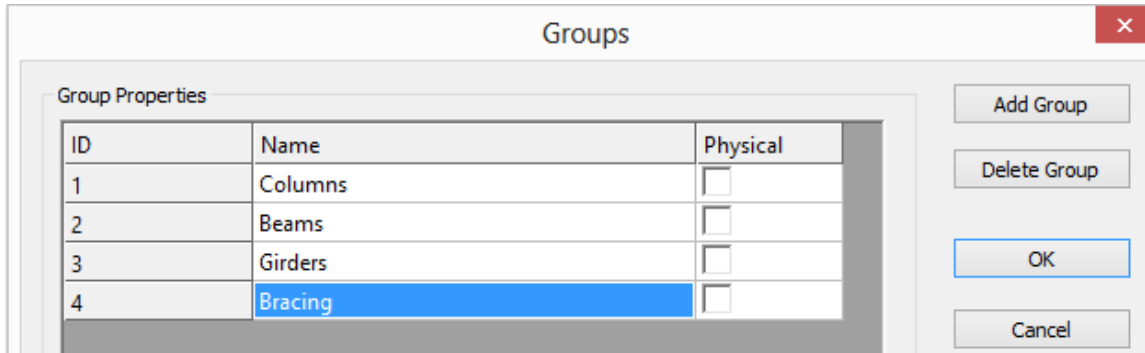 Groups
Group Properties
ID Name Physical
1 Columns
2 Beams
3 Girders
4 Bracing
Add Group
Delete Group
OK
Cancel